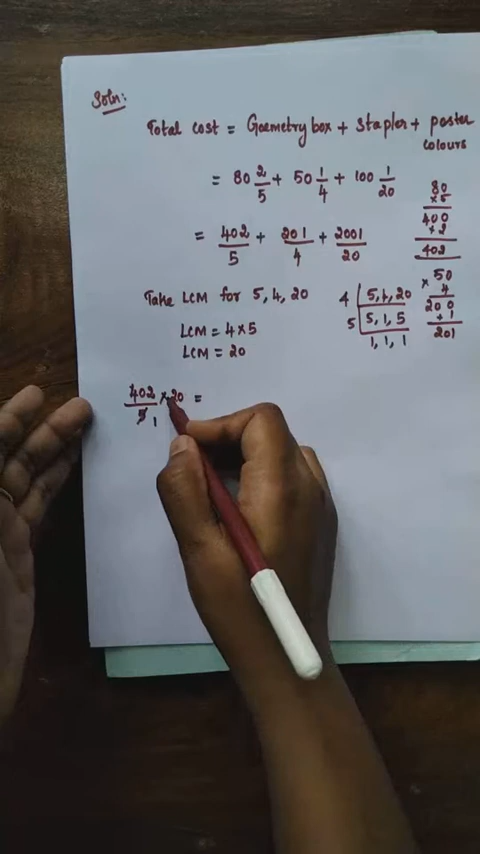 Soln:
Total cost = Geometry box + Stapler + poster colours
= 80 2/5 + 50 1/4 + 100 1/20
= 402/5 + 201/4 + 2001/20
80
×5
400
+2
402
× 50
4
200
+1
201
Take LCM for 5, 4, 20
LCM = 4×5
LCM = 20
4 | 5, 4, 20
5 | 5, 1, 5
1, 1, 1
402/5 × 20 =
1